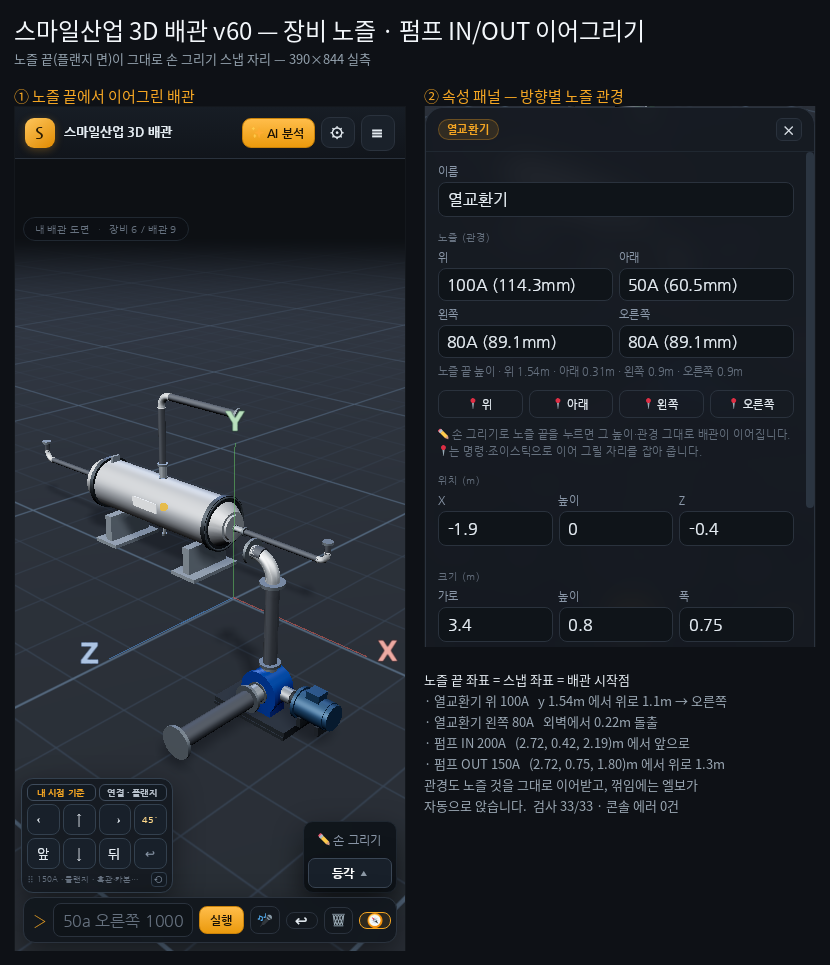 스마일산업 3D 배관 v60 — 장비 노즐 · 펌프 IN/OUT 이어그리기
노즐 끝(플랜지 면)이 그대로 손 그리기 스냅 자리 — 390×844 실측
① 노즐 끝에서 이어그린 배관
S 스마일산업 3D 배관 AI 분석
내 배관 도면 · 장비 6 / 배관 9
Y
Z
X
내 시점 기준 연결 · 플랜지
← ↑ → 45°
앞 ↓ 뒤 ↩
150A · 플랜지 · 흑관·카본…
손 그리기
등각 ▲
> 50a 오른쪽 1000 실행
② 속성 패널 — 방향별 노즐 관경
열교환기 ✕
이름
열교환기
노즐 (관경)
위 아래
100A (114.3mm) 50A (60.5mm)
왼쪽 오른쪽
80A (89.1mm) 80A (89.1mm)
노즐 끝 높이 · 위 1.54m · 아래 0.31m · 왼쪽 0.9m · 오른쪽 0.9m
📍 위 📍 아래 📍 왼쪽 📍 오른쪽
✏️ 손 그리기로 노즐 끝을 누르면 그 높이·관경 그대로 배관이 이어집니다.
📍는 명령·조이스틱으로 이어 그릴 자리를 잡아 줍니다.
위치 (m)
X 높이 Z
-1.9 0 -0.4
크기 (m)
가로 높이 폭
3.4 0.8 0.75
노즐 끝 좌표 = 스냅 좌표 = 배관 시작점
· 열교환기 위 100A y 1.54m 에서 위로 1.1m → 오른쪽
· 열교환기 왼쪽 80A 외벽에서 0.22m 돌출
· 펌프 IN 200A (2.72, 0.42, 2.19)m 에서 앞으로
· 펌프 OUT 150A (2.72, 0.75, 1.80)m 에서 위로 1.3m
관경도 노즐 것을 그대로 이어받고, 꺾임에는 엘보가
자동으로 앉습니다. 검사 33/33 · 콘솔 에러 0건